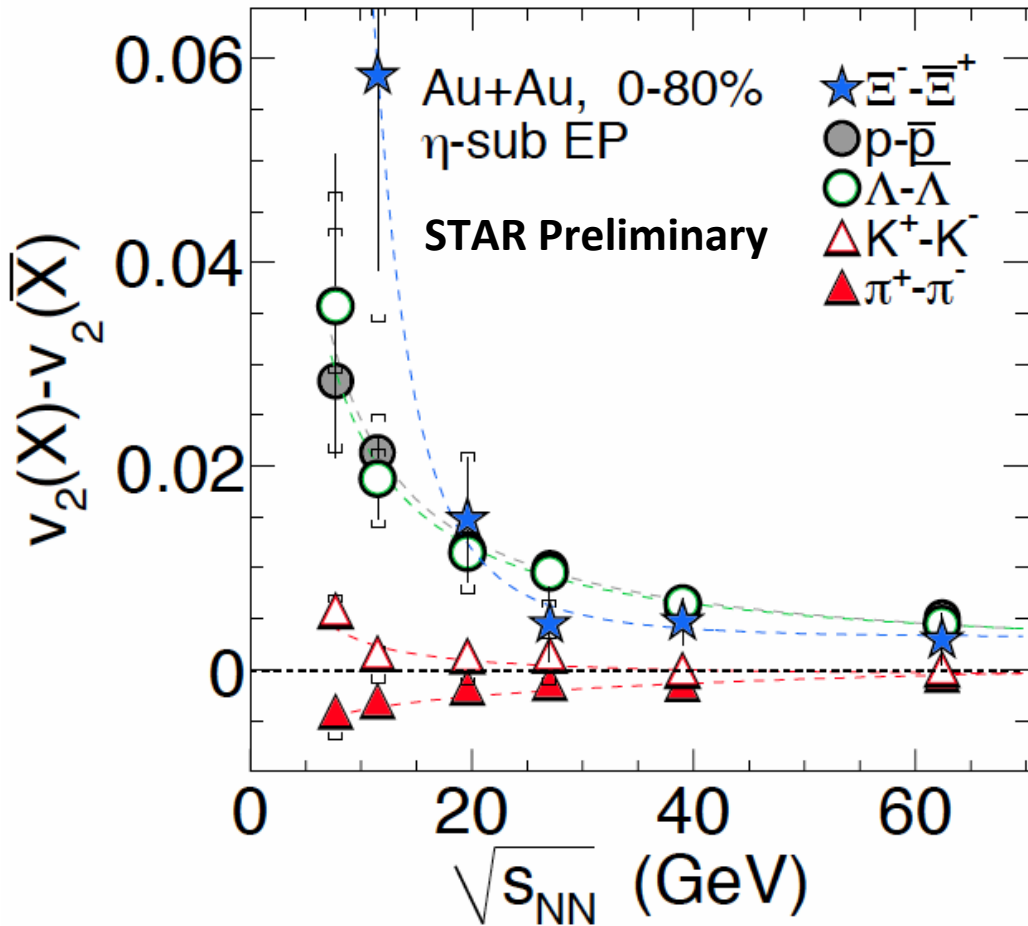 0.06
0.04
0.02
0
v₂(X)-v₂(X̅)
Au+Au, 0-80%
η-sub EP
STAR Preliminary
Ξ⁻-Ξ̅⁺
p-p̅
Λ-Λ̅
K⁺-K⁻
π⁺-π⁻
0 20 40 60
√s_NN (GeV)